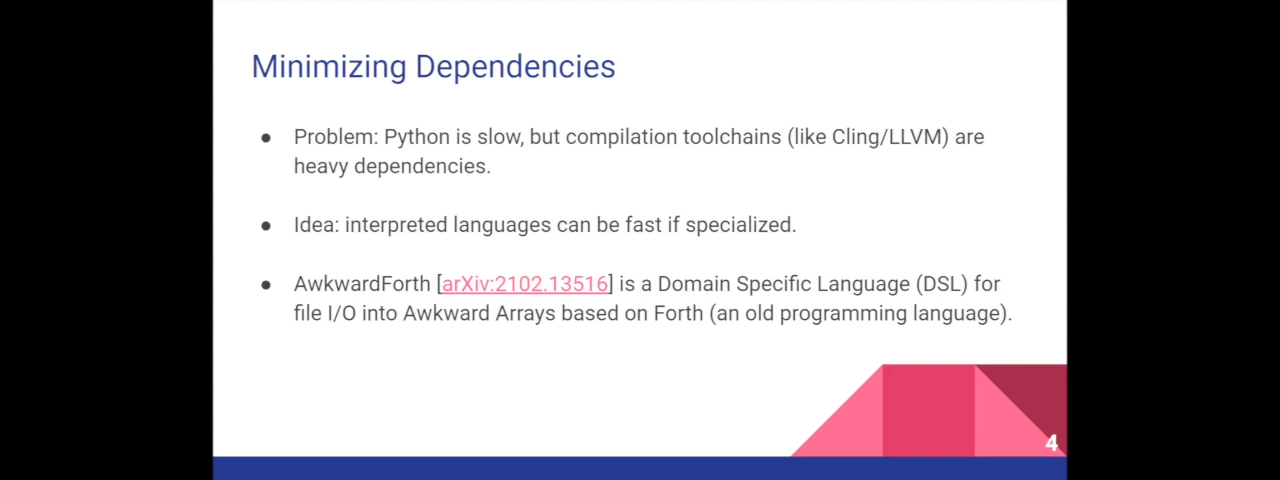 Minimizing Dependencies
● Problem: Python is slow, but compilation toolchains (like Cling/LLVM) are
heavy dependencies.
● Idea: interpreted languages can be fast if specialized.
● AwkwardForth [arXiv:2102.13516] is a Domain Specific Language (DSL) for
file I/O into Awkward Arrays based on Forth (an old programming language).
4